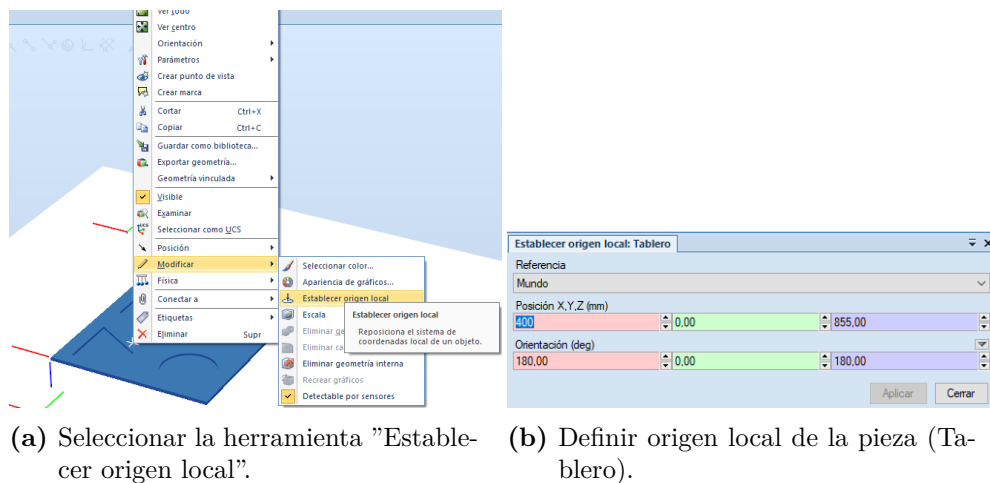 Ver todo
Ver centro
Orientación
Parámetros
Crear punto de vista
Crear marca
Cortar Ctrl+X
Copiar Ctrl+C
Guardar como biblioteca...
Exportar geometría...
Geometría vinculada
Visible
Examinar
UCS Seleccionar como UCS
Posición
Modificar
Física
Conectar a
Etiquetas
Eliminar Supr
Seleccionar color...
Apariencia de gráficos...
Establecer origen local
Escala
Eliminar
Eliminar
Eliminar geometría interna
Recrear gráficos
Detectable por sensores
Establecer origen local
Reposiciona el sistema de
coordenadas local de un objeto.
Establecer origen local: Tablero
Referencia
Mundo
Posición X,Y,Z (mm)
400 0.00 855,00
Orientación (deg)
180,00 0.00 180,00
Aplicar Cerrar
(a) Seleccionar la herramienta ”Estable-
cer origen local”.
(b) Definir origen local de la pieza (Ta-
blero).